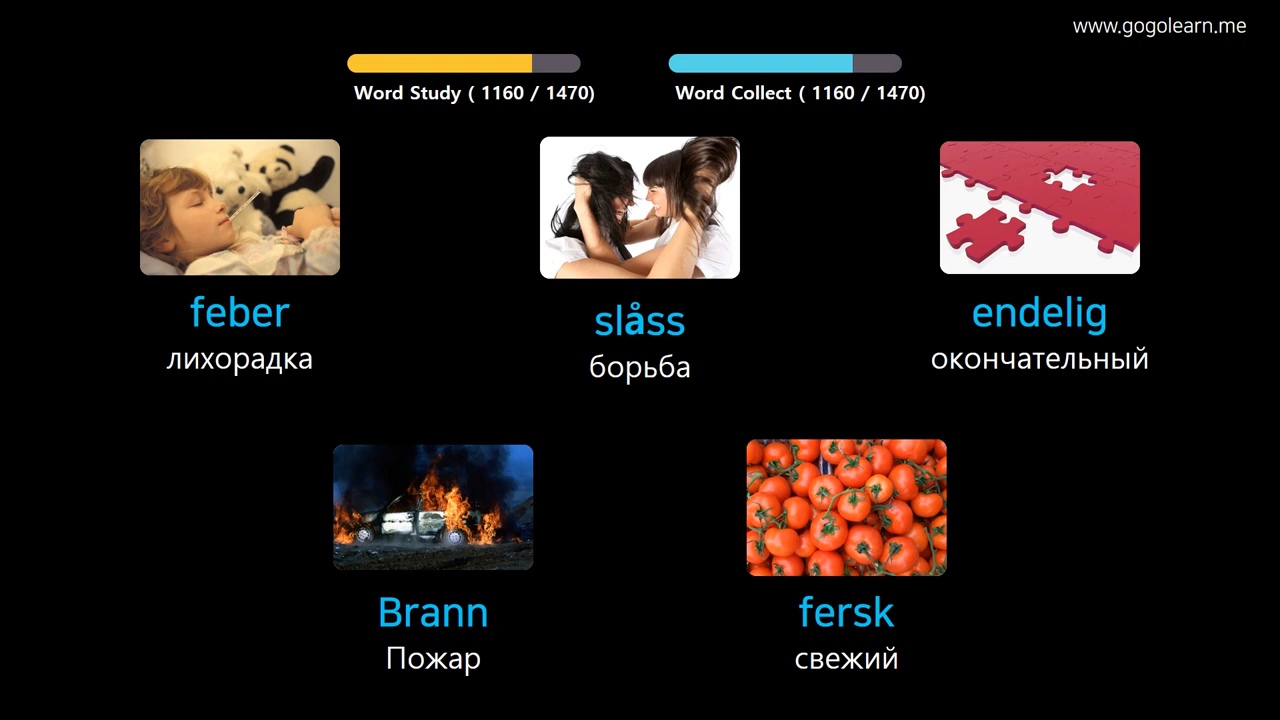 www.gogolearn.me
Word Study ( 1160 / 1470)
Word Collect ( 1160 / 1470)
feber
лихорадка
slåss
борьба
endelig
окончательный
Brann
Пожар
fersk
свежий